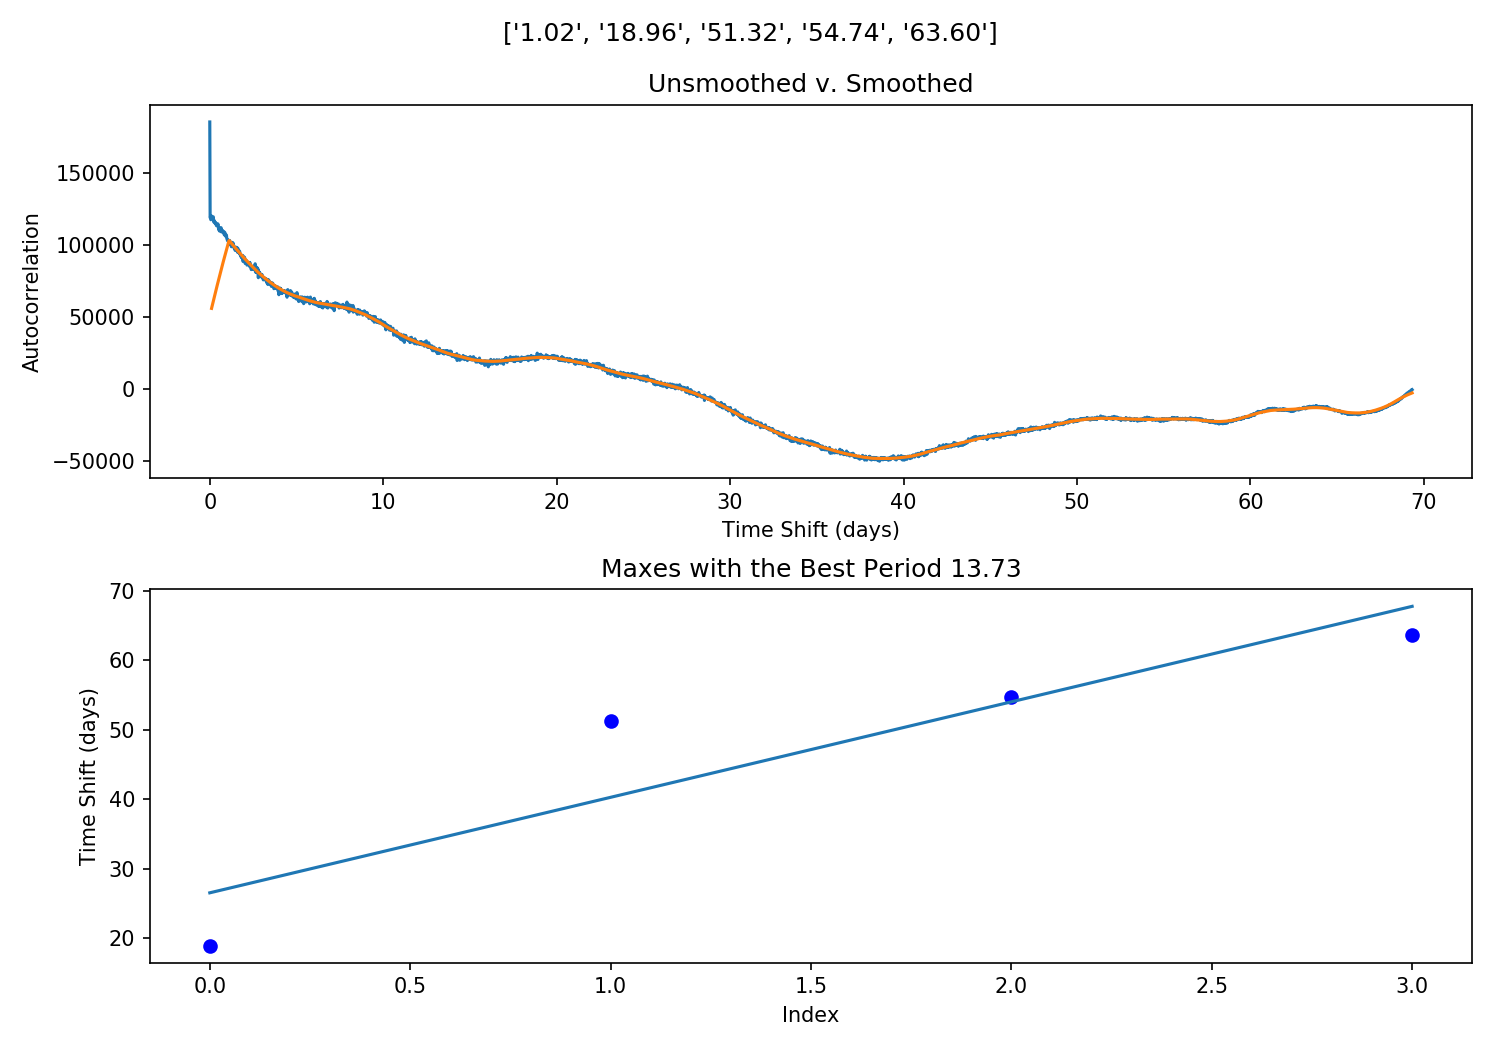 ['1.02', '18.96', '51.32', '54.74', '63.60']
Unsmoothed v. Smoothed
150000
100000
50000
0
−50000
Autocorrelation
0 10 20 30 40 50 60 70
Time Shift (days)
Maxes with the Best Period 13.73
70
60
50
40
30
20
Time Shift (days)
0.0 0.5 1.0 1.5 2.0 2.5 3.0
Index